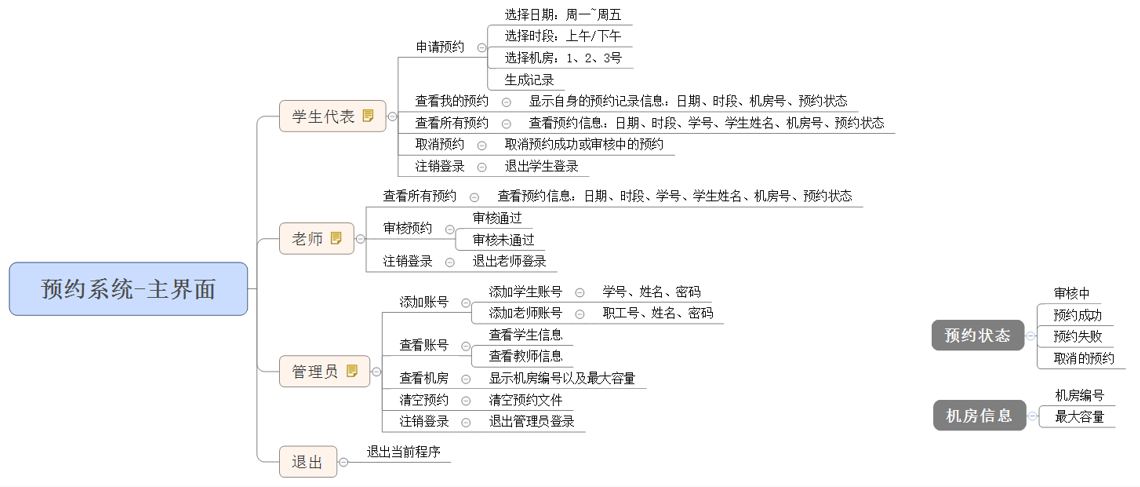 预约系统-主界面
学生代表
申请预约
选择日期：周一~周五
选择时段：上午/下午
选择机房：1、2、3号
生成记录
查看我的预约
显示自身的预约记录信息：日期、时段、机房号、预约状态
查看所有预约
查看预约信息：日期、时段、学号、学生姓名、机房号、预约状态
取消预约
取消预约成功或审核中的预约
注销登录
退出学生登录
老师
查看所有预约
查看预约信息：日期、时段、学号、学生姓名、机房号、预约状态
审核预约
审核通过
审核未通过
注销登录
退出老师登录
管理员
添加账号
添加学生账号
学号、姓名、密码
添加老师账号
职工号、姓名、密码
查看账号
查看学生信息
查看教师信息
查看机房
显示机房编号以及最大容量
清空预约
清空预约文件
注销登录
退出管理员登录
退出
退出当前程序
预约状态
审核中
预约成功
预约失败
取消的预约
机房信息
机房编号
最大容量